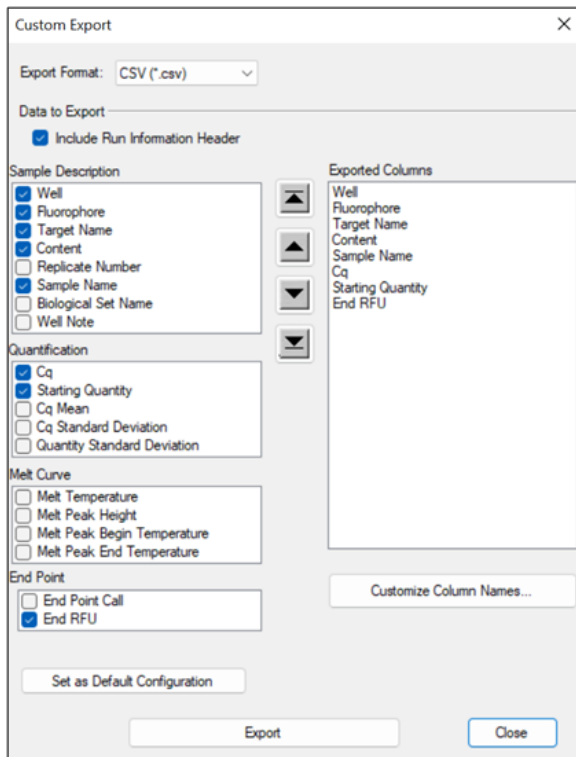 Custom Export
Export Format: CSV (*.csv)
Data to Export
Include Run Information Header
Sample Description
Well
Fluorophore
Target Name
Content
Replicate Number
Sample Name
Biological Set Name
Well Note
Quantification
Cq
Starting Quantity
Cq Mean
Cq Standard Deviation
Quantity Standard Deviation
Melt Curve
Melt Temperature
Melt Peak Height
Melt Peak Begin Temperature
Melt Peak End Temperature
End Point
End Point Call
End RFU
Exported Columns
Well
Fluorophore
Target Name
Content
Sample Name
Cq
Starting Quantity
End RFU
Customize Column Names...
Set as Default Configuration
Export
Close